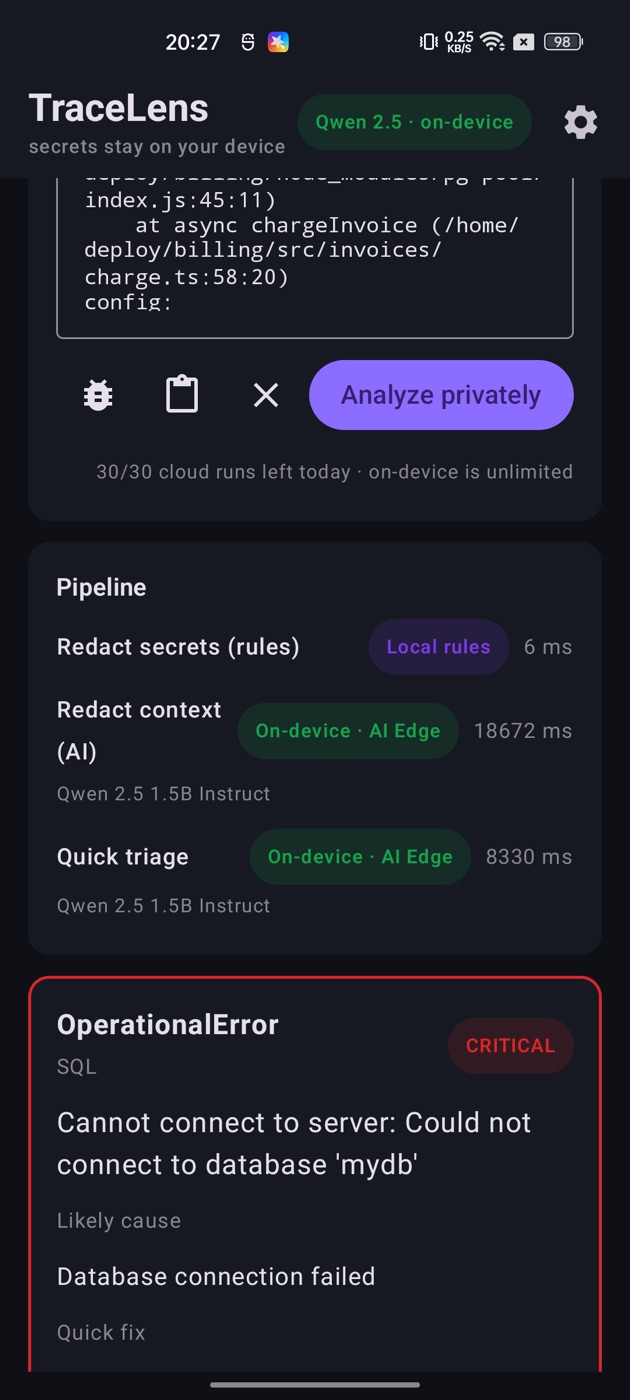 20:27
0.25 KB/S
98
TraceLens
secrets stay on your device
Qwen 2.5 · on-device
deploy/billing/node_modules/pg-pool/
index.js:45:11)
    at async chargeInvoice (/home/
deploy/billing/src/invoices/
charge.ts:58:20)
config:
Analyze privately
30/30 cloud runs left today · on-device is unlimited
Pipeline
Redact secrets (rules)
Local rules
6 ms
Redact context
(AI)
On-device · AI Edge
18672 ms
Qwen 2.5 1.5B Instruct
Quick triage
On-device · AI Edge
8330 ms
Qwen 2.5 1.5B Instruct
OperationalError
CRITICAL
SQL
Cannot connect to server: Could not
connect to database 'mydb'
Likely cause
Database connection failed
Quick fix